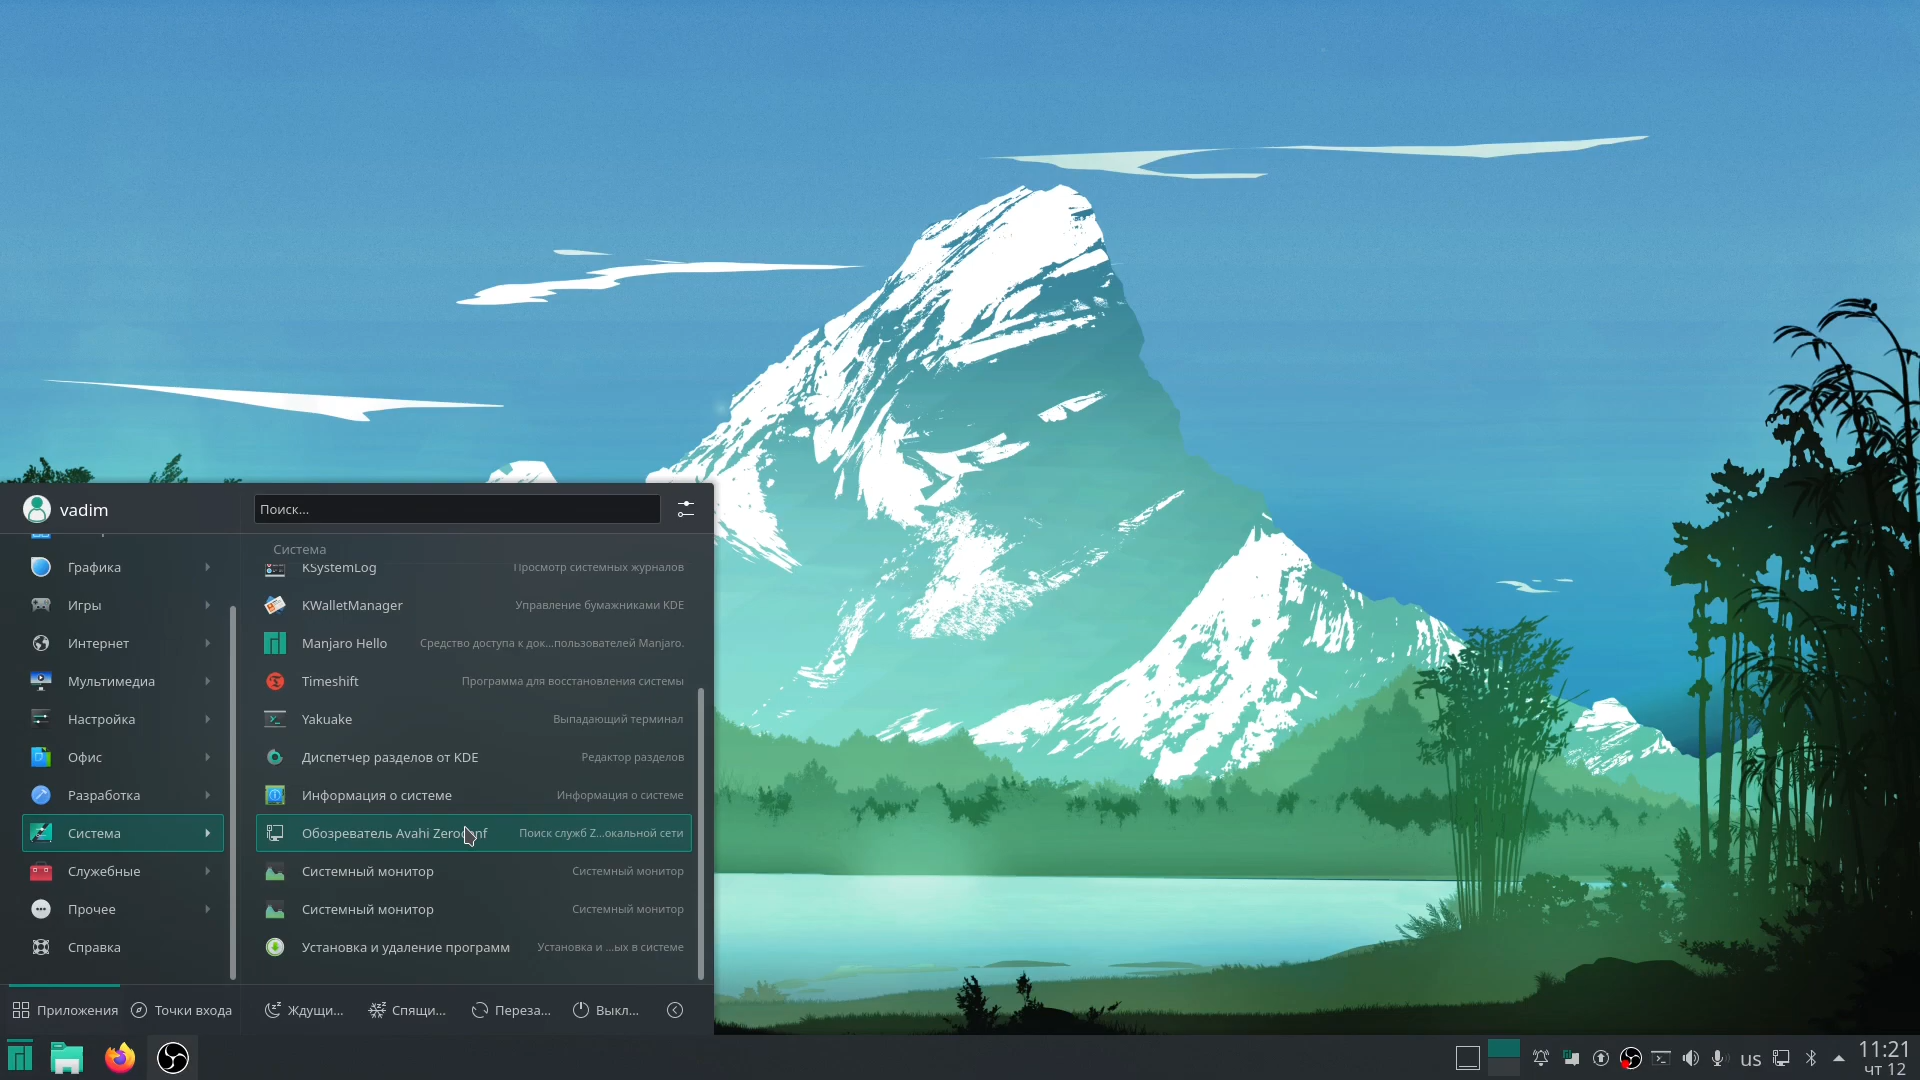 vadim
Поиск...
Система
Графика
KSystemLog Просмотр системных журналов
Игры
KWalletManager Управление бумажниками KDE
Интернет
Manjaro Hello Средство доступа к док...пользователей Manjaro.
Мультимедиа
Timeshift Программа для восстановления системы
Настройка
Yakuake Выпадающий терминал
Офис
Диспетчер разделов от KDE Редактор разделов
Разработка
Информация о системе Информация о системе
Система
Обозреватель Avahi Zeroconf Поиск служб Z...окальной сети
Служебные
Системный монитор Системный монитор
Прочее
Системный монитор Системный монитор
Справка
Установка и удаление программ Установка и ...ых в системе
Приложения Точки входа Ждущи... Спящи... Переза... Выкл...
us
11:21
чт 12